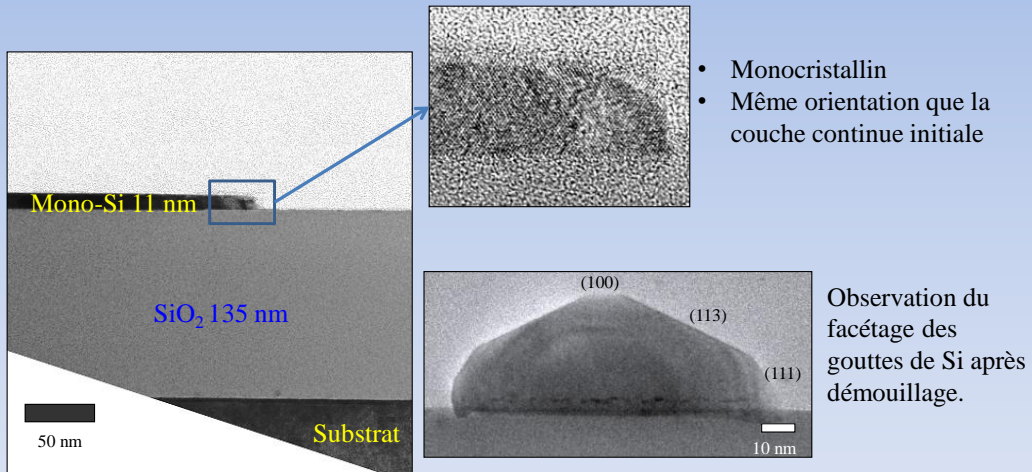 Mono-Si 11 nm
SiO₂ 135 nm
Substrat
50 nm
• Monocristallin
• Même orientation que la
couche continue initiale
(100)
(113)
(111)
10 nm
Observation du
facétage des
gouttes de Si après
démouillage.